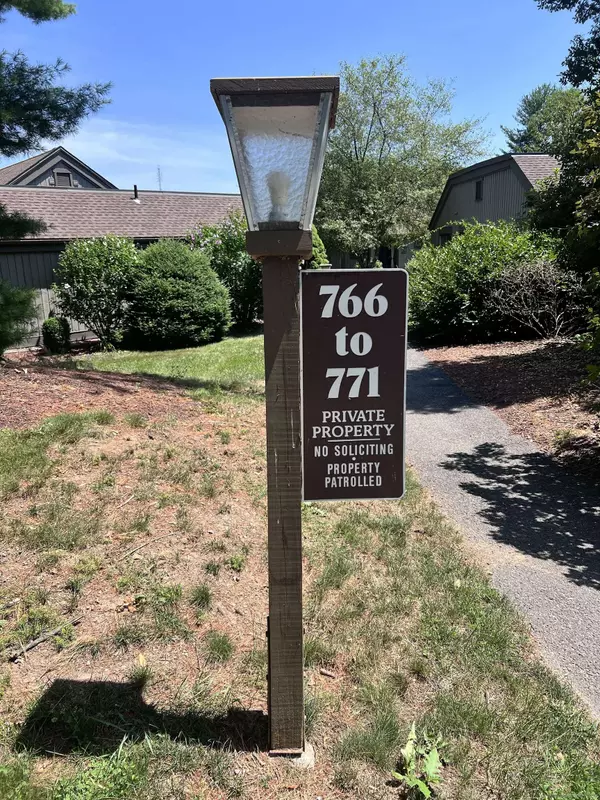 766
to
771
PRIVATE
PROPERTY
NO SOLICITING
•
PROPERTY
PATROLLED